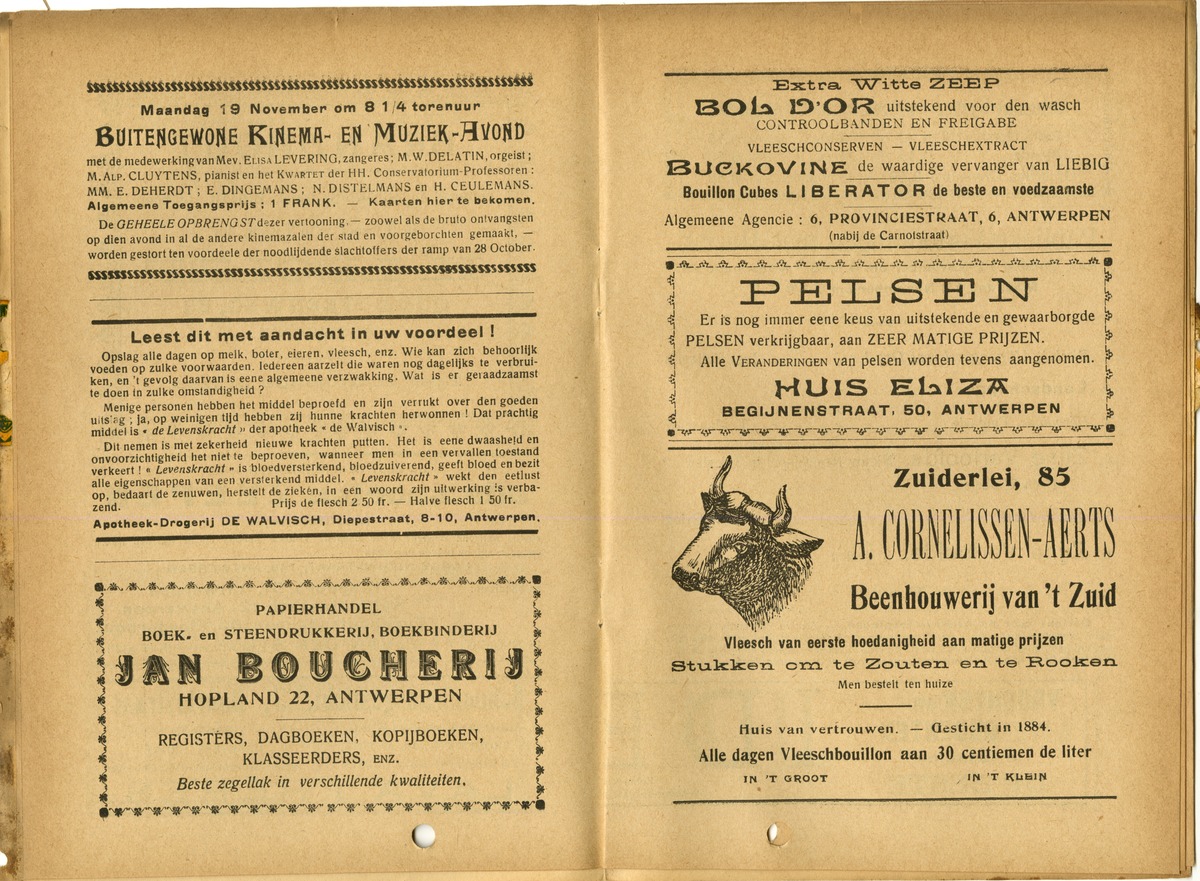 Maandag 19 November om 8 1/4 torenuur
BUITENGEWONE KINEMA- EN MUZIEK-AVOND
met de medewerking van Mev. ELISA LEVERING, zangeres; M. W. DELATIN, orgeist;
M. ALP. CLUYTENS, pianist en het KWARTET der HH. Conservatorium-Professoren:
MM. E. DEHERDT; E. DINGEMANS; N. DISTELMANS en H. CEULEMANS.
Algemeene Toegangsprijs; 1 FRANK. — Kaarten hier te bekomen.
De GEHEELE OPBRENGST dezer vertooning. — zoowel als de bruto ontvangsten
op dien avond in al de andere kinemazalen der stad en voorgeborchten gemaakt, —
worden gestort ten voordeele der noodlijdende slachtoffers der ramp van 28 October.
Leest dit met aandacht in uw voordeel!
Opslag alle dagen op melk, boter, eieren, vleesch, enz. Wie kan zich behoorlijk
voeden op zulke voorwaarden. Iedereen aarzelt die waren nog dagelijks te verbrui-
ken, en 't gevolg daarvan is eene algemeene verzwakking. Wat is er geraadzaamst
te doen in zulke omstandigheid?
Menige personen hebben het middel beproefd en zijn verrukt over den goeden
uitslag; ja, op weinigen tijd hebben zij hunne krachten herwonnen! Dat prachtig
middel is « de Levenskracht » der apotheek « de Walvisch ».
Dit nemen is met zekerheid nieuwe krachten putten. Het is eene dwaasheid en
onvoorzichtigheid het niet te beproeven, wanneer men in een vervallen toestand
verkeert! « Levenskracht » is bloedversterkend, bloedzuiverend, geeft bloed en bezit
alle eigenschappen van een versterkend middel. « Levenskracht » wekt den eetlust
op, bedaart de zenuwen, herstelt de zieken, in een woord zijn uitwerking is verba-
zend. Prijs de flesch 2 50 fr. — Halve flesch 1 50 fr.
Apotheek-Drogerij DE WALVISCH, Diepestraat, 8-10, Antwerpen.
PAPIERHANDEL
BOEK- en STEENDRUKKERIJ, BOEKBINDERIJ
JAN BOUCHERIJ
HOPLAND 22, ANTWERPEN
REGISTERS, DAGBOEKEN, KOPIJBOEKEN,
KLASSEERDERS, ENZ.
Beste zegellak in verschillende kwaliteiten.
Extra Witte ZEEP
BOL D'OR uitstekend voor den wasch
CONTROOLBANDEN EN FREIGABE
VLEESCHCONSERVEN — VLEESCHEXTRACT
BUCKOVINE de waardige vervanger van LIEBIG
Bouillon Cubes LIBERATOR de beste en voedzaamste
Algemeene Agencie: 6, PROVINCIESTRAAT, 6, ANTWERPEN
(nabij de Carnotstraat)
PELSEN
Er is nog immer eene keus van uitstekende en gewaarborgde
PELSEN verkrijgbaar, aan ZEER MATIGE PRIJZEN.
Alle VERANDERINGEN van pelsen worden tevens aangenomen.
HUIS ELIZA
BEGIJNENSTRAAT, 50, ANTWERPEN
Zuiderlei, 85
A. CORNELISSEN-AERTS
Beenhouwerij van 't Zuid
Vleesch van eerste hoedanigheid aan matige prijzen
Stukken om te Zouten en te Rooken
Men bestelt ten huize
Huis van vertrouwen. — Gesticht in 1884.
Alle dagen Vleeschbouillon aan 30 centiemen de liter
IN 'T GROOT IN 'T KLEIN